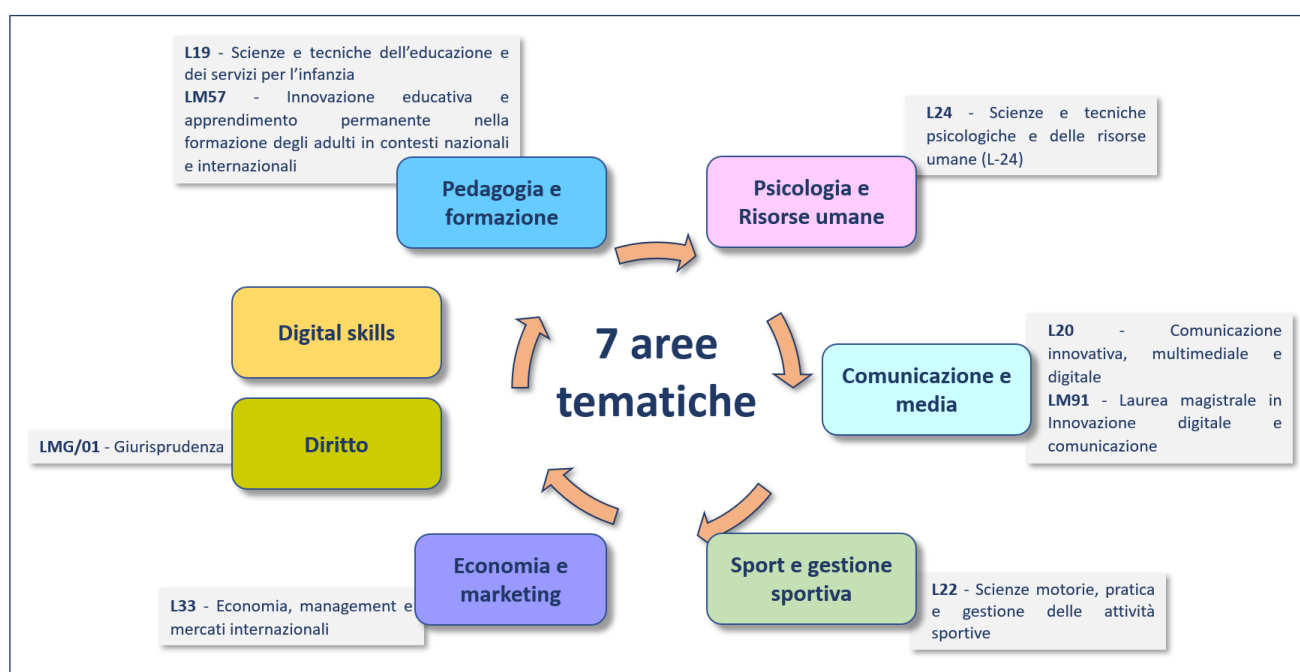 L19 - Scienze e tecniche dell’educazione e
dei servizi per l’infanzia
LM57 - Innovazione educativa e
apprendimento permanente nella
formazione degli adulti in contesti nazionali
e internazionali
Pedagogia e
formazione
L24 - Scienze e tecniche
psicologiche e delle risorse
umane (L-24)
Psicologia e
Risorse umane
Digital skills
7 aree
tematiche
Comunicazione e
media
L20 - Comunicazione
innovativa, multimediale e
digitale
LM91 - Laurea magistrale in
Innovazione digitale e
comunicazione
LMG/01 - Giurisprudenza
Diritto
Economia e
marketing
L33 - Economia, management e
mercati internazionali
Sport e gestione
sportiva
L22 - Scienze motorie, pratica
e gestione delle attività
sportive